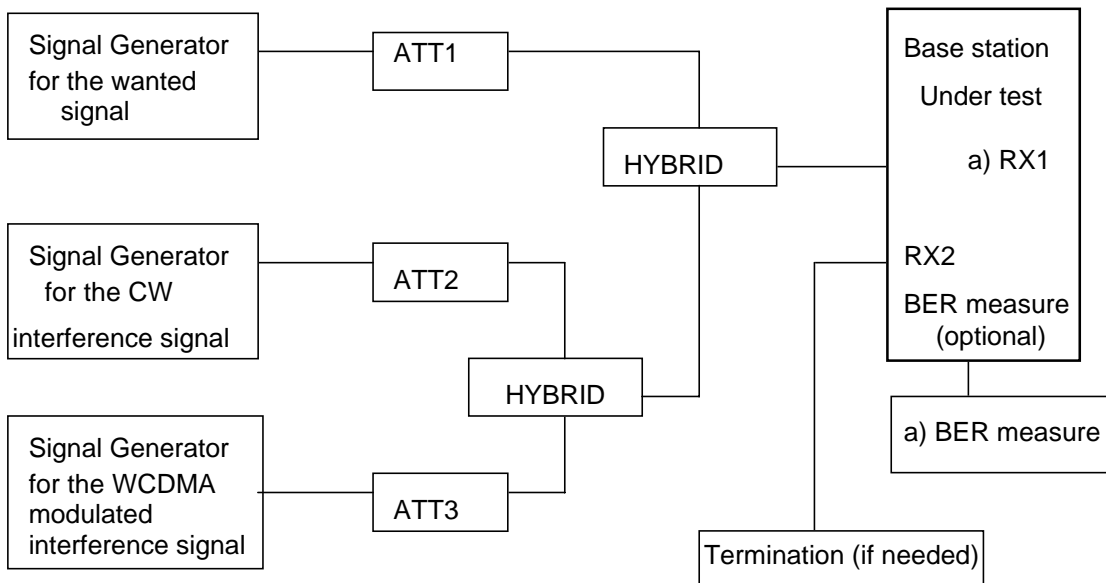 Signal Generator
for the wanted
signal
ATT1
HYBRID
Base station
Under test
a) RX1
RX2
BER measure
(optional)
Signal Generator
for the CW
interference signal
ATT2
HYBRID
Signal Generator
for the WCDMA
modulated
interference signal
ATT3
a) BER measure
Termination (if needed)